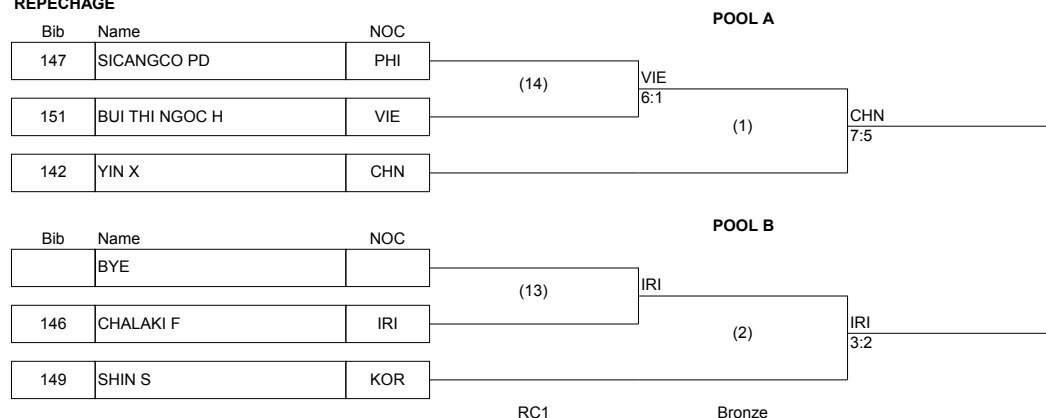 REPECHAGE
POOL A
Bib Name NOC
147 SICANGCO PD PHI
(14)
VIE
6:1
151 BUI THI NGOC H VIE
(1)
CHN
7:5
142 YIN X CHN
POOL B
Bib Name NOC
BYE
(13)
IRI
146 CHALAKI F IRI
(2)
IRI
3:2
149 SHIN S KOR
RC1 Bronze